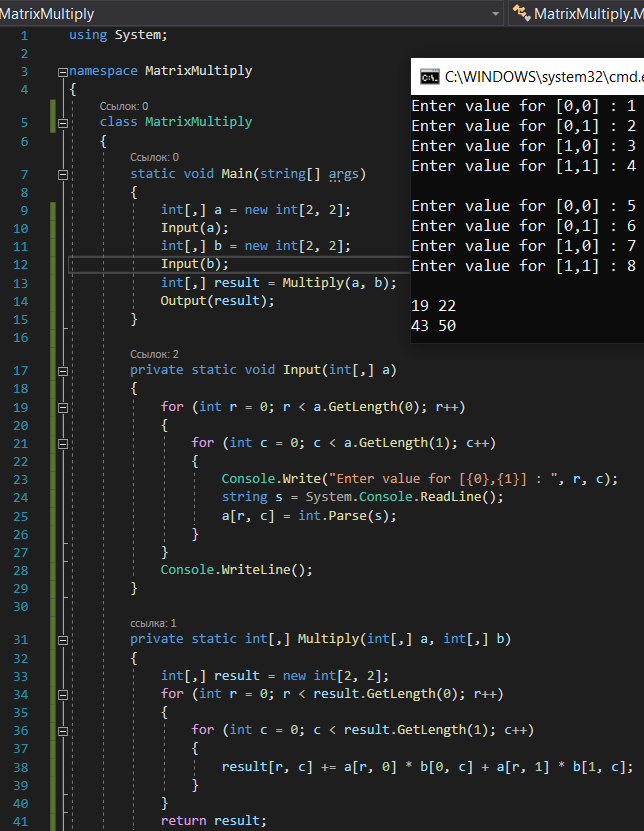 MatrixMultiply
MatrixMultiply.M
1 using System;
2
3 namespace MatrixMultiply
4 {
Ссылок: 0
5 class MatrixMultiply
6 {
Ссылок: 0
7 static void Main(string[] args)
8 {
9 int[,] a = new int[2, 2];
10 Input(a);
11 int[,] b = new int[2, 2];
12 Input(b);
13 int[,] result = Multiply(a, b);
14 Output(result);
15 }
16
Ссылок: 2
17 private static void Input(int[,] a)
18 {
19 for (int r = 0; r < a.GetLength(0); r++)
20 {
21 for (int c = 0; c < a.GetLength(1); c++)
22 {
23 Console.Write("Enter value for [{0},{1}] : ", r, c);
24 string s = System.Console.ReadLine();
25 a[r, c] = int.Parse(s);
26 }
27 }
28 Console.WriteLine();
29 }
30
ссылка: 1
31 private static int[,] Multiply(int[,] a, int[,] b)
32 {
33 int[,] result = new int[2, 2];
34 for (int r = 0; r < result.GetLength(0); r++)
35 {
36 for (int c = 0; c < result.GetLength(1); c++)
37 {
38 result[r, c] += a[r, 0] * b[0, c] + a[r, 1] * b[1, c];
39 }
40 }
41 return result;
C:\WINDOWS\system32\cmd.e
Enter value for [0,0] : 1
Enter value for [0,1] : 2
Enter value for [1,0] : 3
Enter value for [1,1] : 4
Enter value for [0,0] : 5
Enter value for [0,1] : 6
Enter value for [1,0] : 7
Enter value for [1,1] : 8
19 22
43 50